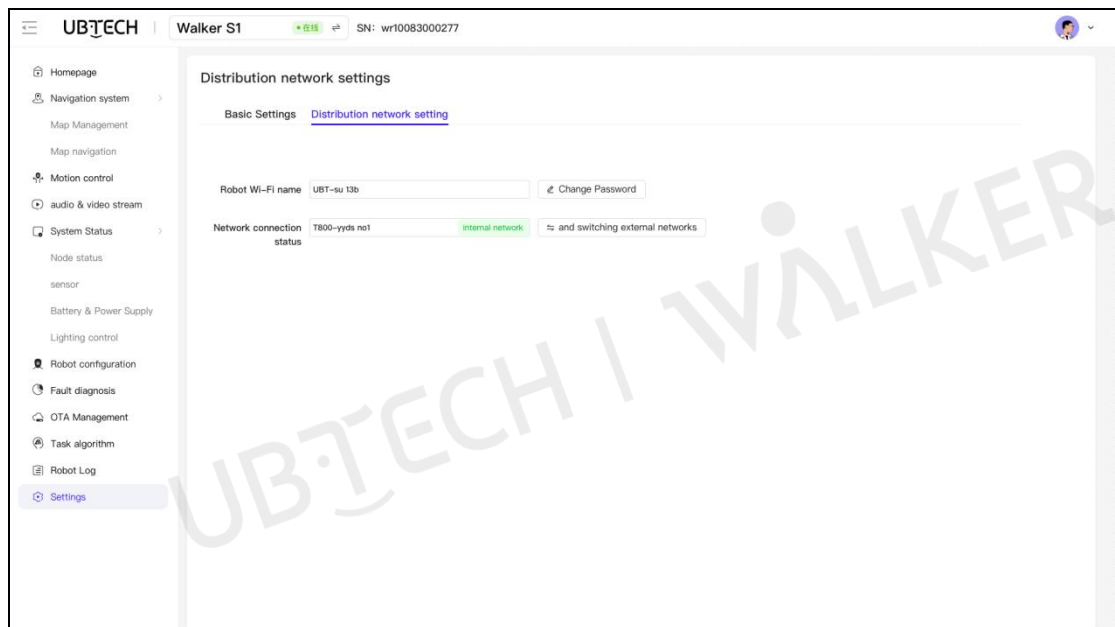 UBTECH
Walker S1
•在线
SN: wr10083000277
Homepage
Navigation system
Map Management
Map navigation
Motion control
audio & video stream
System Status
Node status
sensor
Battery & Power Supply
Lighting control
Robot configuration
Fault diagnosis
OTA Management
Task algorithm
Robot Log
Settings
Distribution network settings
Basic Settings Distribution network setting
Robot Wi-Fi name UBT-su 13b Change Password
Network connection T800-yyds no1 internal network and switching external networks
status
UBTECH | WALKER